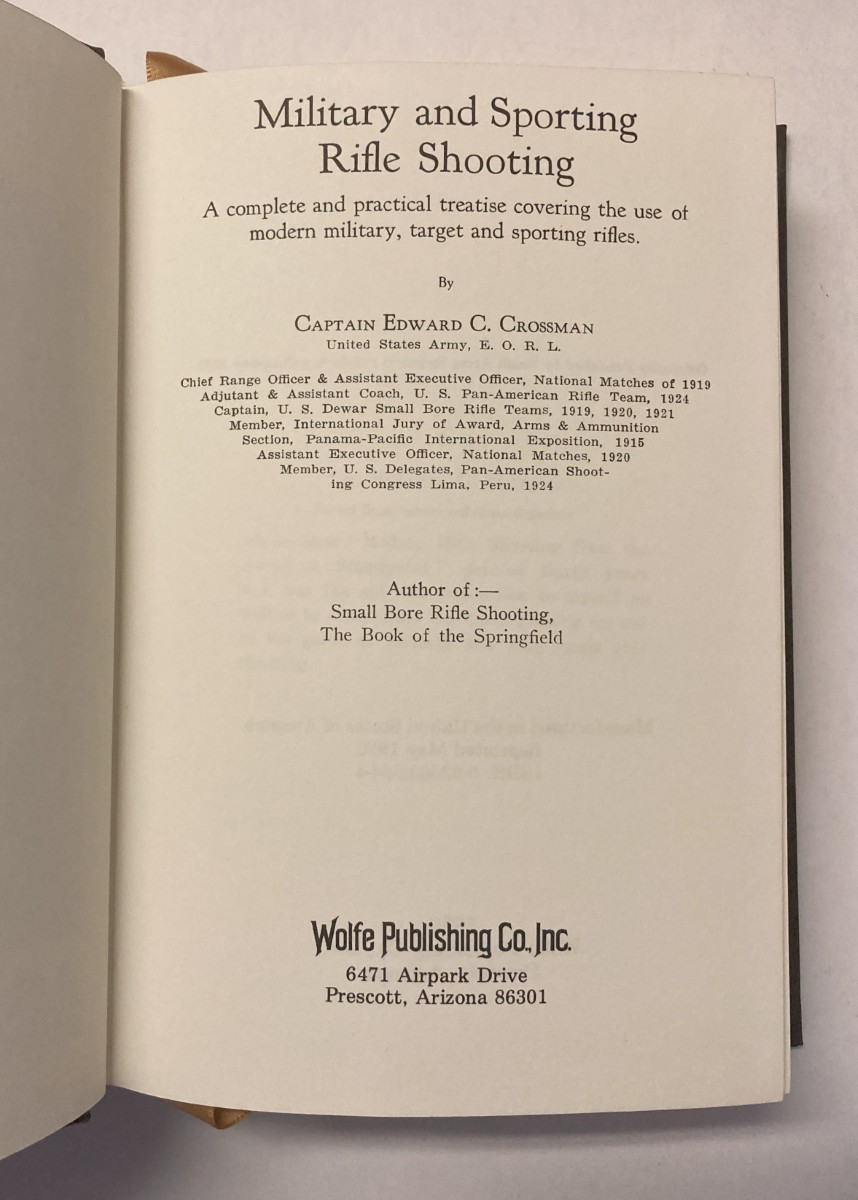 Military and Sporting
Rifle Shooting
A complete and practical treatise covering the use of
modern military, target and sporting rifles.
By
CAPTAIN EDWARD C. CROSSMAN
United States Army, E. O. R. L.
Chief Range Officer & Assistant Executive Officer, National Matches of 1919
Adjutant & Assistant Coach, U. S. Pan-American Rifle Team, 1924
Captain, U. S. Dewar Small Bore Rifle Teams, 1919, 1920, 1921
Member, International Jury of Award, Arms & Ammunition
Section, Panama-Pacific International Exposition, 1915
Assistant Executive Officer, National Matches, 1920
Member, U. S. Delegates, Pan-American Shoot-
ing Congress Lima, Peru, 1924
Author of :—
Small Bore Rifle Shooting,
The Book of the Springfield
Wolfe Publishing Co., Inc.
6471 Airpark Drive
Prescott, Arizona 86301